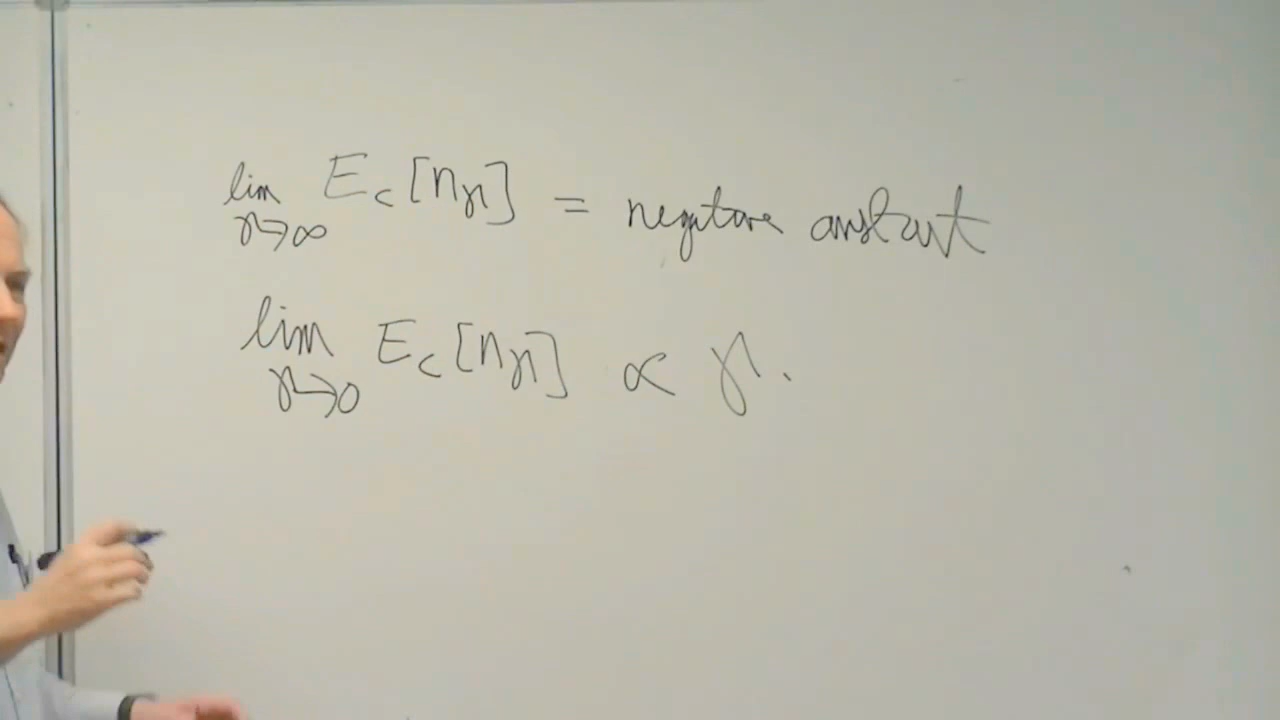 lim γ→∞ E_c[n_γ] = negative constant
lim γ→0 E_c[n_γ] ∝ γ.